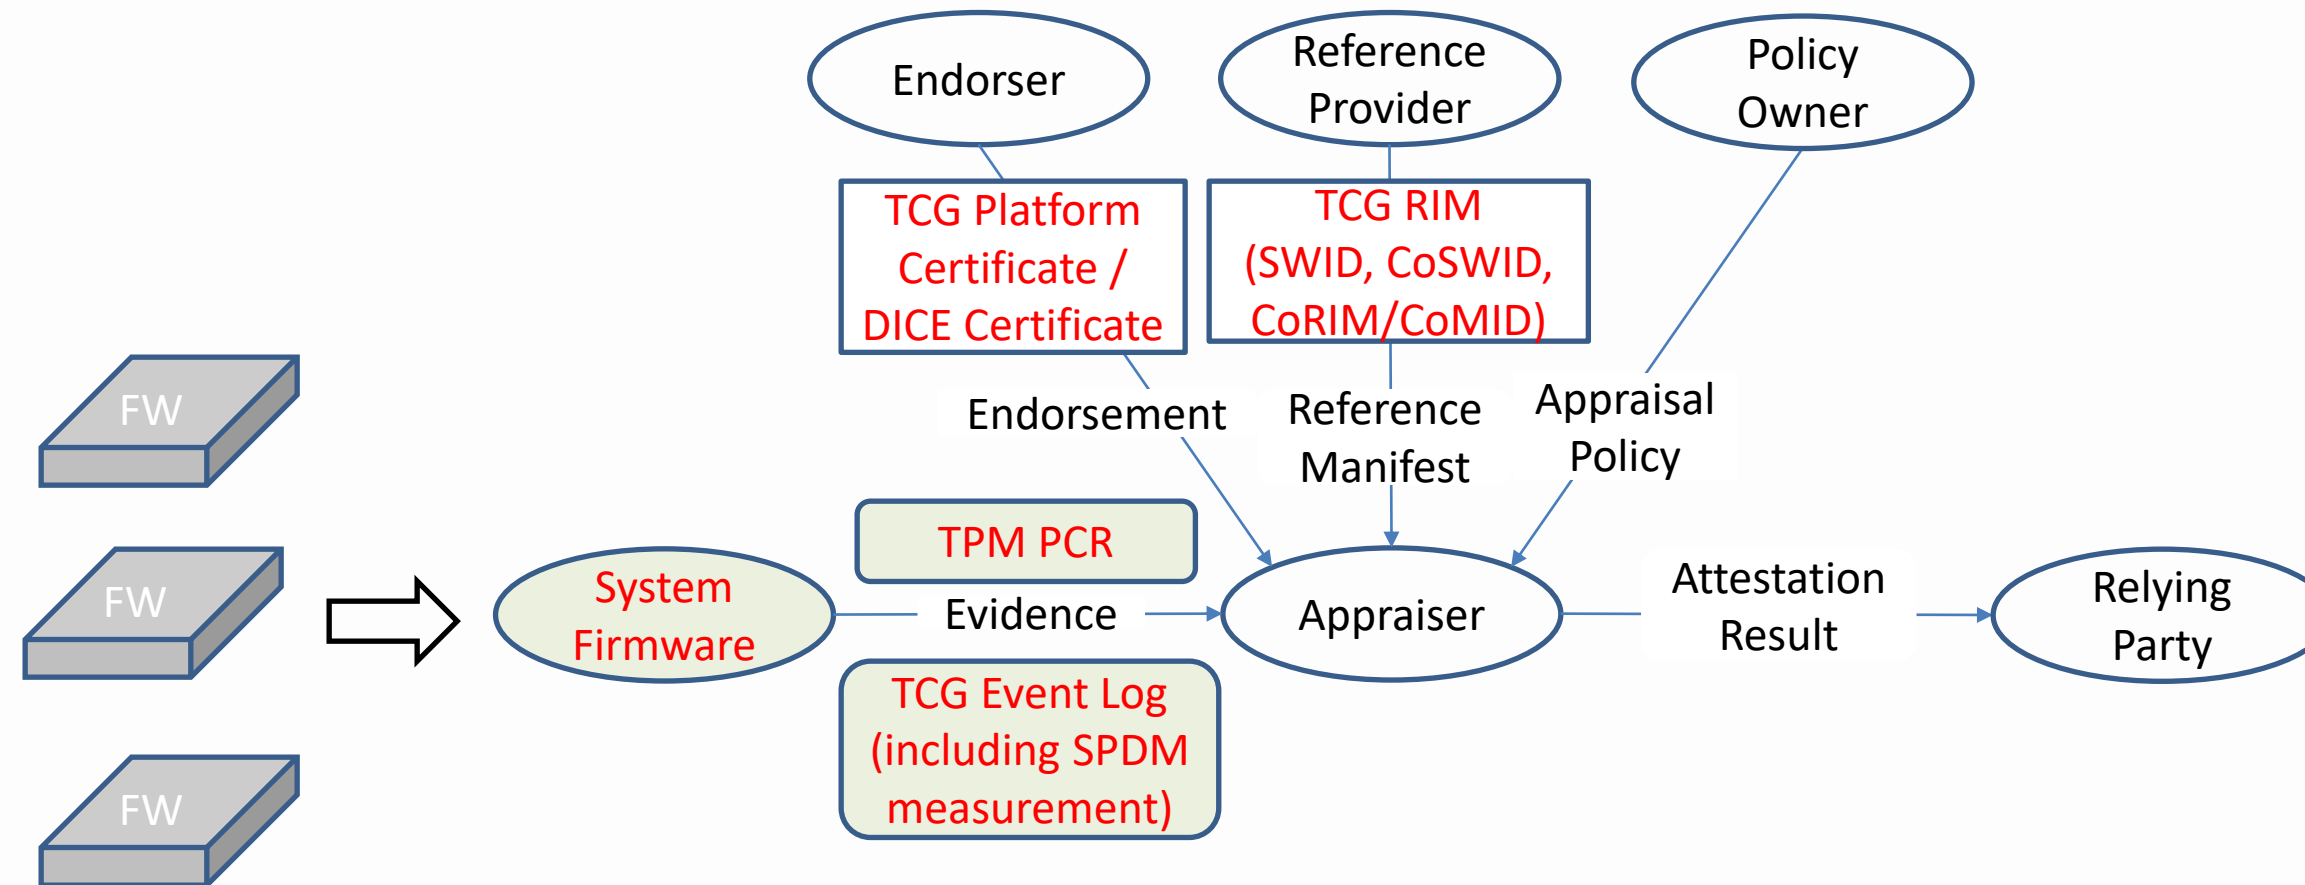 Endorser
Reference
Provider
Policy
Owner
TCG Platform
Certificate /
DICE Certificate
TCG RIM
(SWID, CoSWID,
CoRIM/CoMID)
Endorsement
Reference
Manifest
Appraisal
Policy
FW
FW
FW
System
Firmware
TPM PCR
Evidence
TCG Event Log
(including SPDM
measurement)
Appraiser
Attestation
Result
Relying
Party